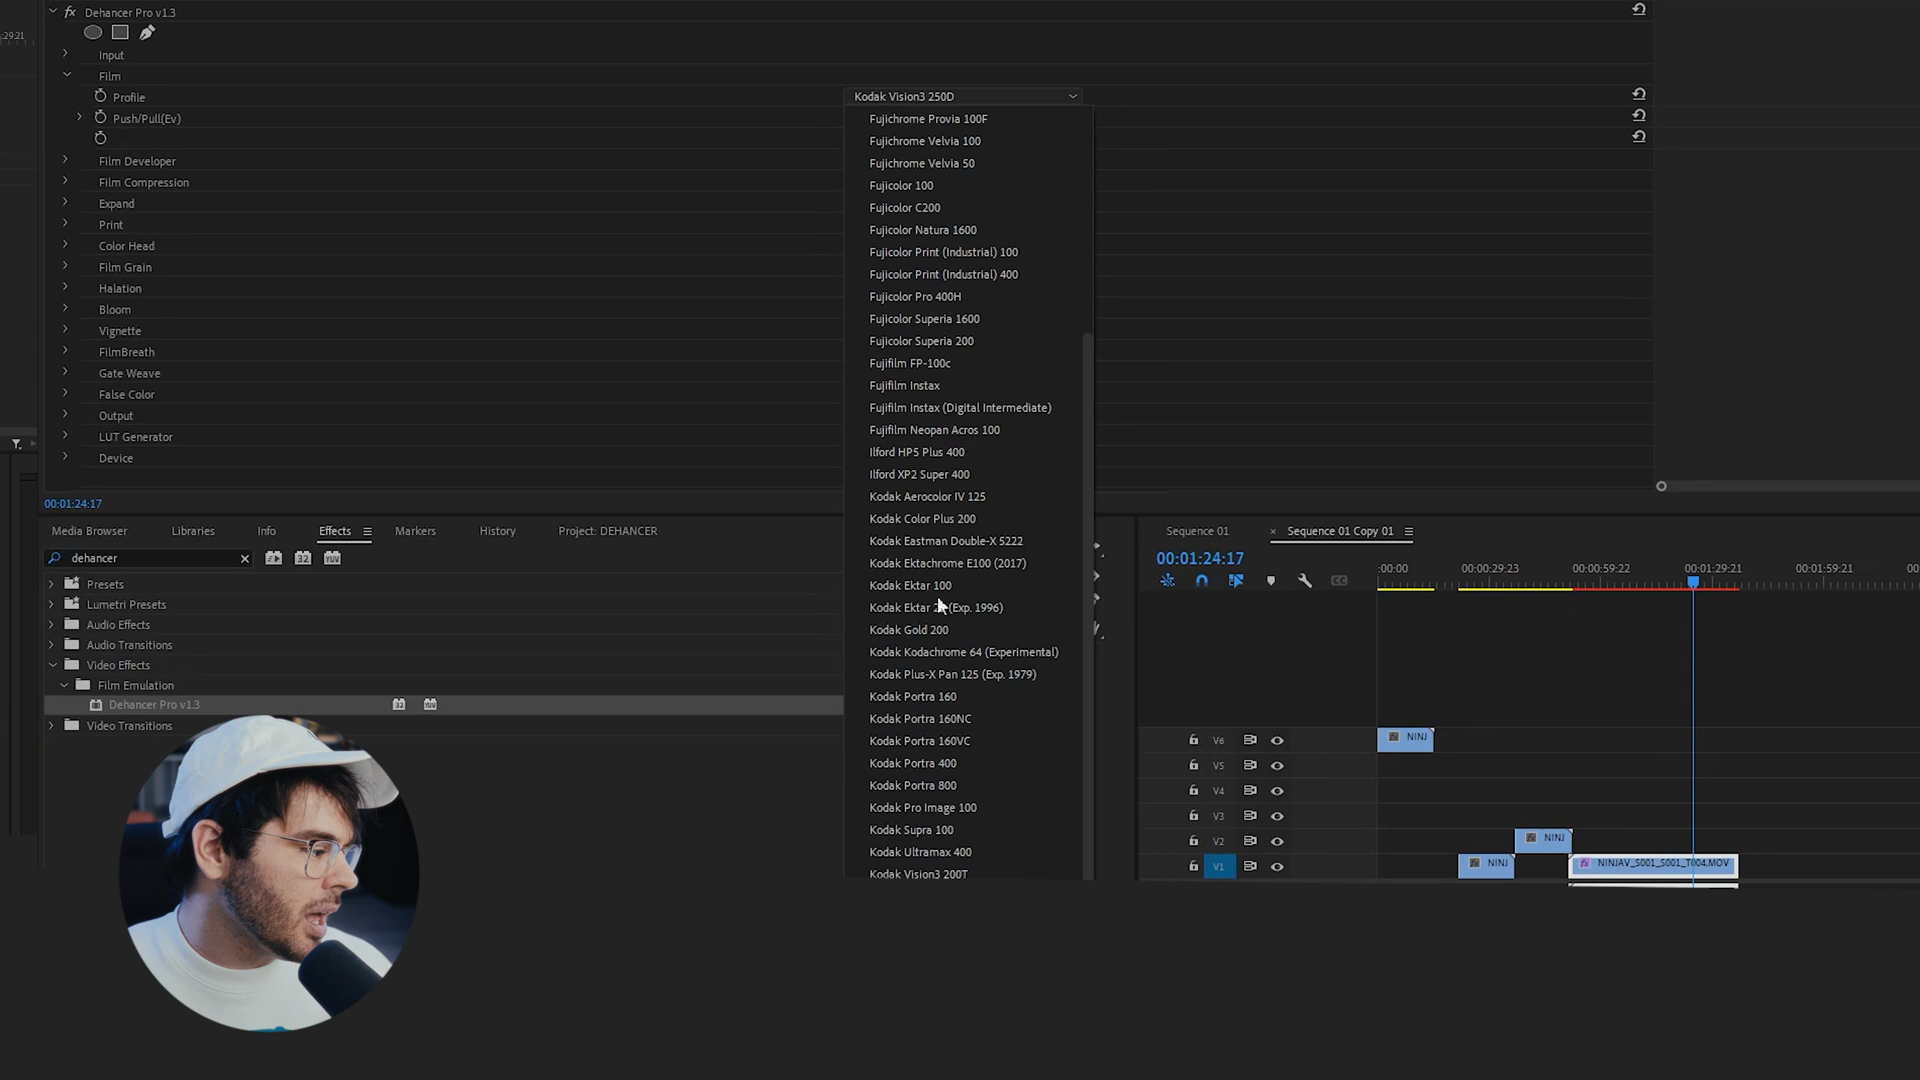 Dehancer Pro v1.3
;29:21
Input
Film
Profile
Kodak Vision3 250D
Push/Pull(Ev)
Film Developer
Film Compression
Expand
Print
Color Head
Film Grain
Halation
Bloom
Vignette
FilmBreath
Gate Weave
False Color
Output
LUT Generator
Device
Fujichrome Provia 100F
Fujichrome Velvia 100
Fujichrome Velvia 50
Fujicolor 100
Fujicolor C200
Fujicolor Natura 1600
Fujicolor Print (Industrial) 100
Fujicolor Print (Industrial) 400
Fujicolor Pro 400H
Fujicolor Superia 1600
Fujicolor Superia 200
Fujifilm FP-100c
Fujifilm Instax
Fujifilm Instax (Digital Intermediate)
Fujifilm Neopan Acros 100
Ilford HP5 Plus 400
Ilford XP2 Super 400
Kodak Aerocolor IV 125
Kodak Color Plus 200
Kodak Eastman Double-X 5222
Kodak Ektachrome E100 (2017)
Kodak Ektar 100
Kodak Ektar (Exp. 1996)
Kodak Gold 200
Kodak Kodachrome 64 (Experimental)
Kodak Plus-X Pan 125 (Exp. 1979)
Kodak Portra 160
Kodak Portra 160NC
Kodak Portra 160VC
Kodak Portra 400
Kodak Portra 800
Kodak Pro Image 100
Kodak Supra 100
Kodak Ultramax 400
Kodak Vision3 200T
00:01:24:17
Media Browser Libraries Info Effects Markers History Project: DEHANCER
dehancer 32 YUV
Presets
Lumetri Presets
Audio Effects
Audio Transitions
Video Effects
Film Emulation
Dehancer Pro v1.3 32 YUV
Video Transitions
Sequence 01 × Sequence 01 Copy 01
00:01:24:17
:00:00 00:00:29:23 00:00:59:22 00:01:29:21 00:01:59:21 00
V6 NINJ
V5
V4
V3
V2 NINJ
V1 NINJ NINJAV_S001_S001_T004.MOV